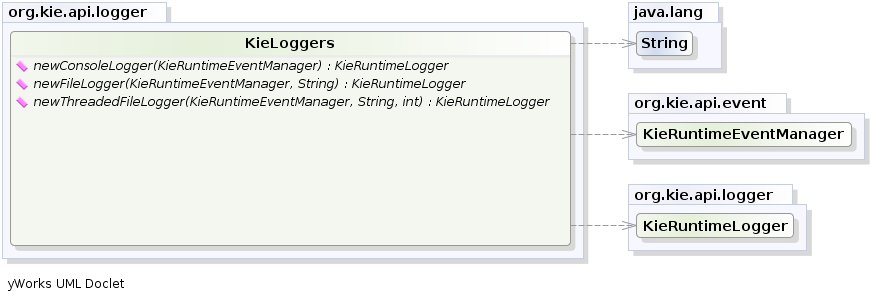 org.kie.api.logger
KieLoggers
newConsoleLogger(KieRuntimeEventManager) : KieRuntimeLogger
newFileLogger(KieRuntimeEventManager, String) : KieRuntimeLogger
newThreadedFileLogger(KieRuntimeEventManager, String, int) : KieRuntimeLogger
java.lang
String
org.kie.api.event
KieRuntimeEventManager
org.kie.api.logger
KieRuntimeLogger
yWorks UML Doclet